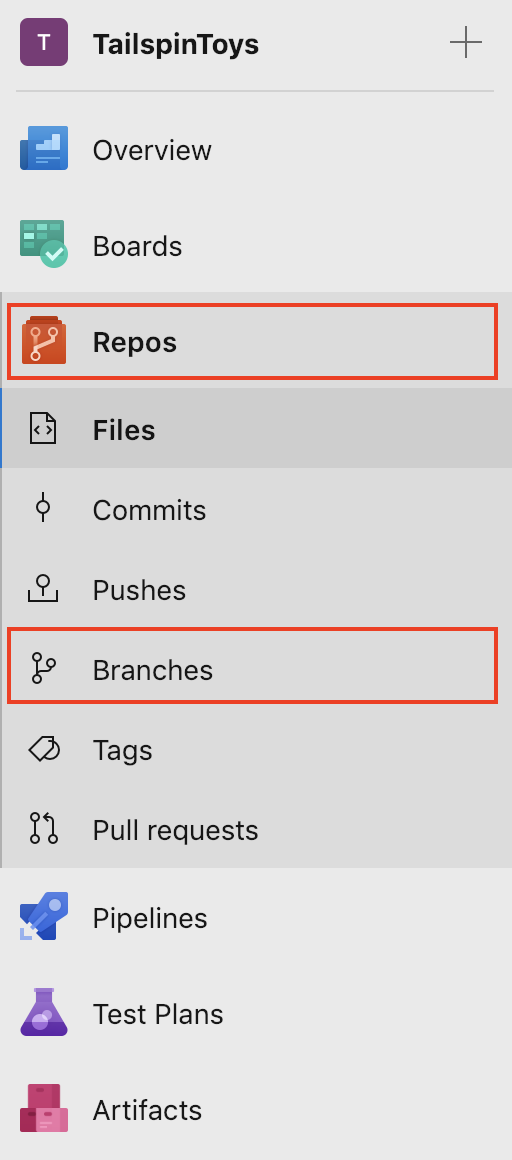 T TailspinToys
Overview
Boards
Repos
Files
Commits
Pushes
Branches
Tags
Pull requests
Pipelines
Test Plans
Artifacts